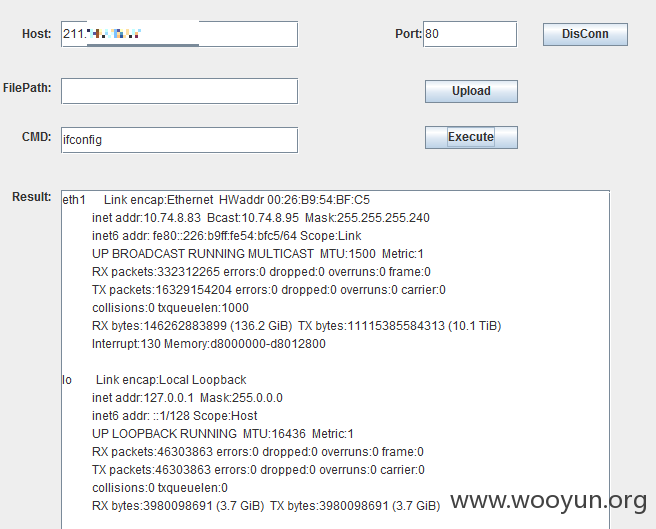 Host: 211. Port: 80 DisConn
FilePath: Upload
CMD: ifconfig Execute
Result: eth1 Link encap:Ethernet HWaddr 00:26:B9:54:BF:C5
inet addr:10.74.8.83 Bcast:10.74.8.95 Mask:255.255.255.240
inet6 addr: fe80::226:b9ff:fe54:bfc5/64 Scope:Link
UP BROADCAST RUNNING MULTICAST MTU:1500 Metric:1
RX packets:332312265 errors:0 dropped:0 overruns:0 frame:0
TX packets:16329154204 errors:0 dropped:0 overruns:0 carrier:0
collisions:0 txqueuelen:1000
RX bytes:146262883899 (136.2 GiB) TX bytes:11115385584313 (10.1 TiB)
Interrupt:130 Memory:d8000000-d8012800
lo Link encap:Local Loopback
inet addr:127.0.0.1 Mask:255.0.0.0
inet6 addr: ::1/128 Scope:Host
UP LOOPBACK RUNNING MTU:16436 Metric:1
RX packets:46303863 errors:0 dropped:0 overruns:0 frame:0
TX packets:46303863 errors:0 dropped:0 overruns:0 carrier:0
collisions:0 txqueuelen:0
RX bytes:3980098691 (3.7 GiB) TX bytes:3980098691 (3.7 GiB)
www.wooyun.org